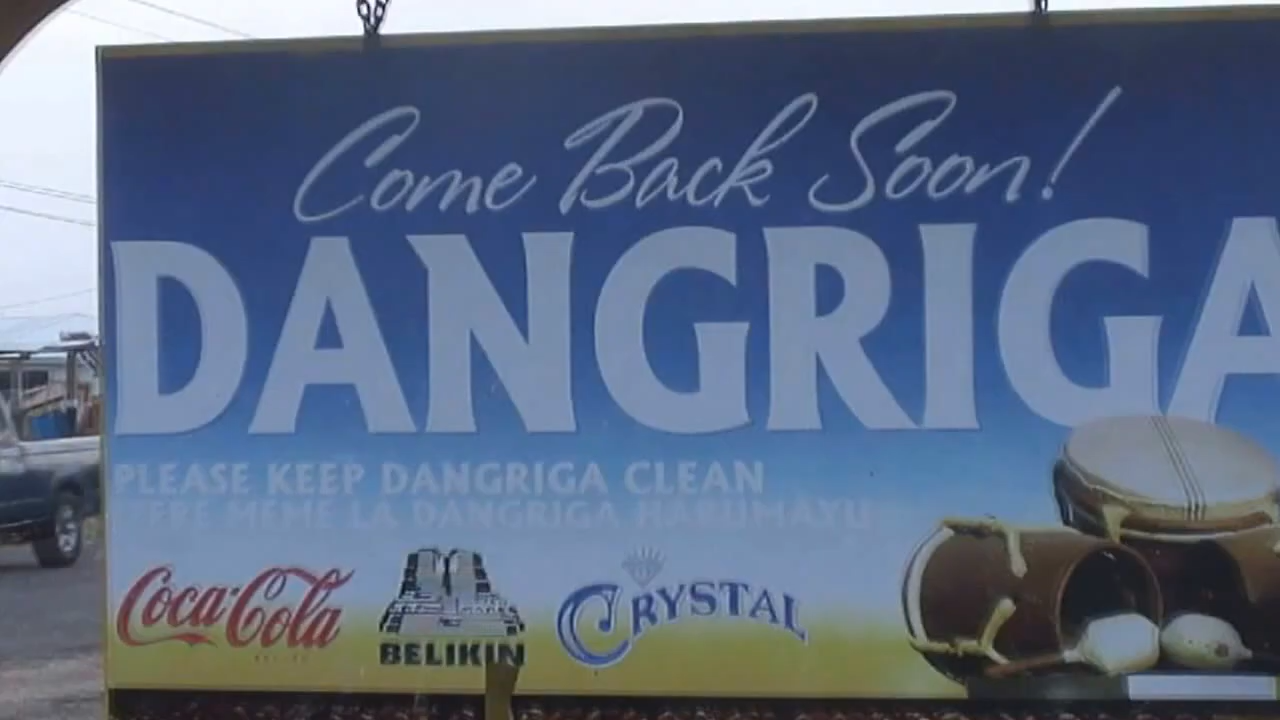 Come Back Soon!
DANGRIGA
PLEASE KEEP DANGRIGA CLEAN
MEME LA DANGRIGA HARUMAYU
Coca-Cola
BELIKIN
CRYSTAL